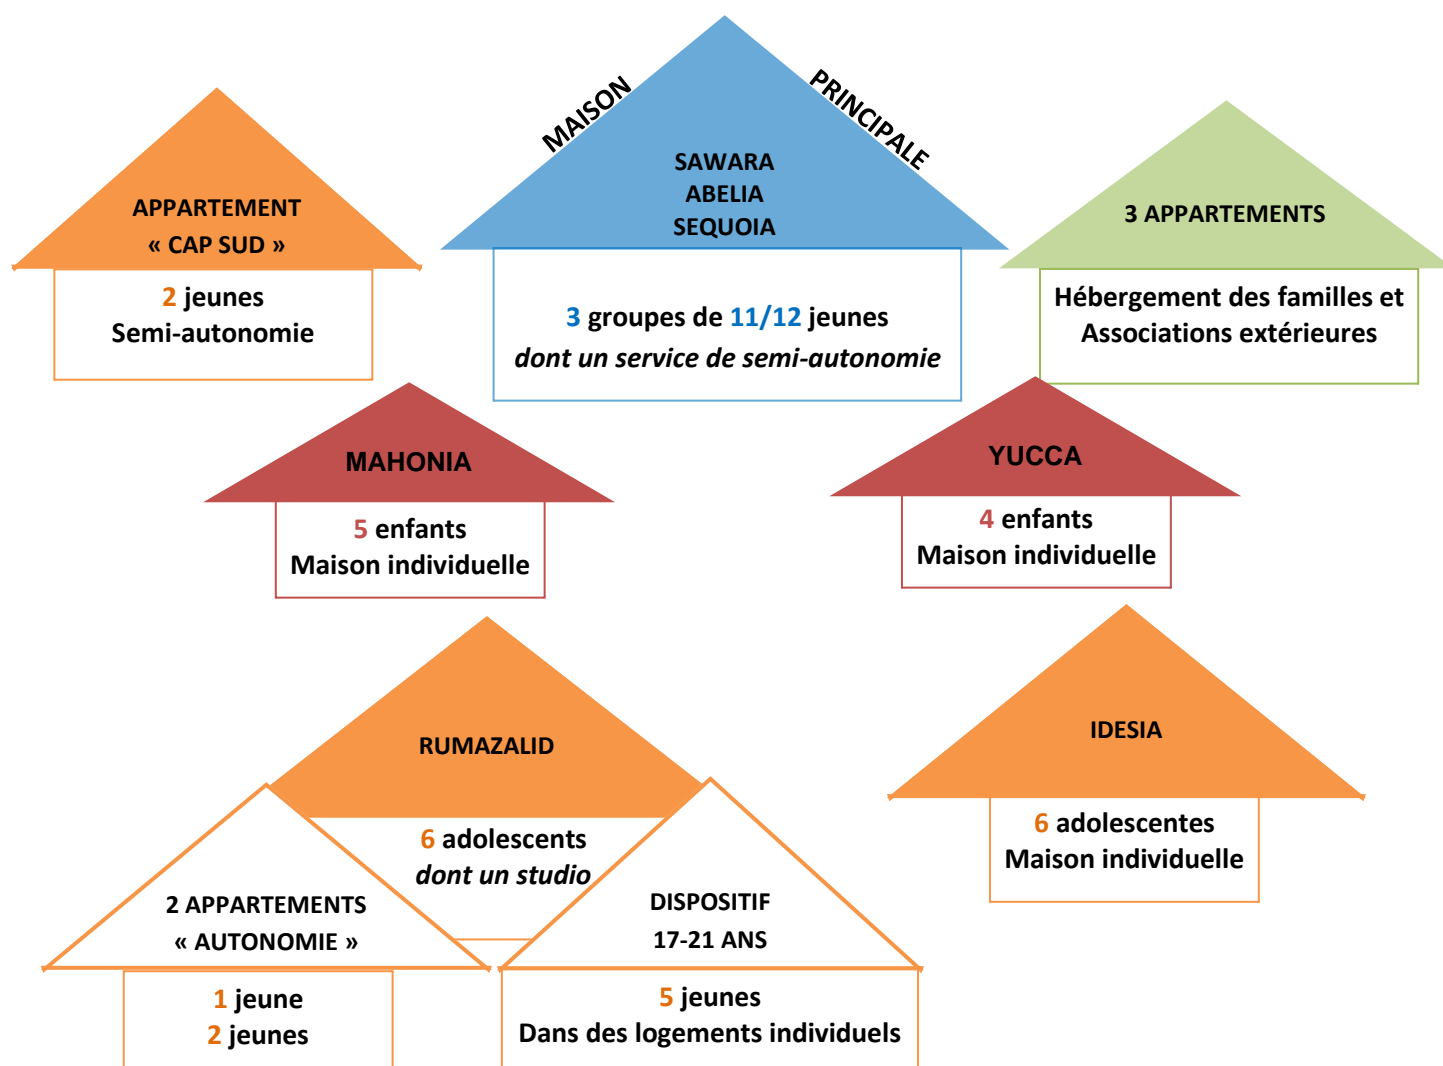 MAISON
PRINCIPALE
SAWARA
ABELIA
SEQUOIA
3 groupes de 11/12 jeunes
dont un service de semi-autonomie
APPARTEMENT
« CAP SUD »
2 jeunes
Semi-autonomie
3 APPARTEMENTS
Hébergement des familles et
Associations extérieures
MAHONIA
5 enfants
Maison individuelle
YUCCA
4 enfants
Maison individuelle
RUMAZALID
6 adolescents
dont un studio
IDESIA
6 adolescentes
Maison individuelle
2 APPARTEMENTS
« AUTONOMIE »
1 jeune
2 jeunes
DISPOSITIF
17-21 ANS
5 jeunes
Dans des logements individuels